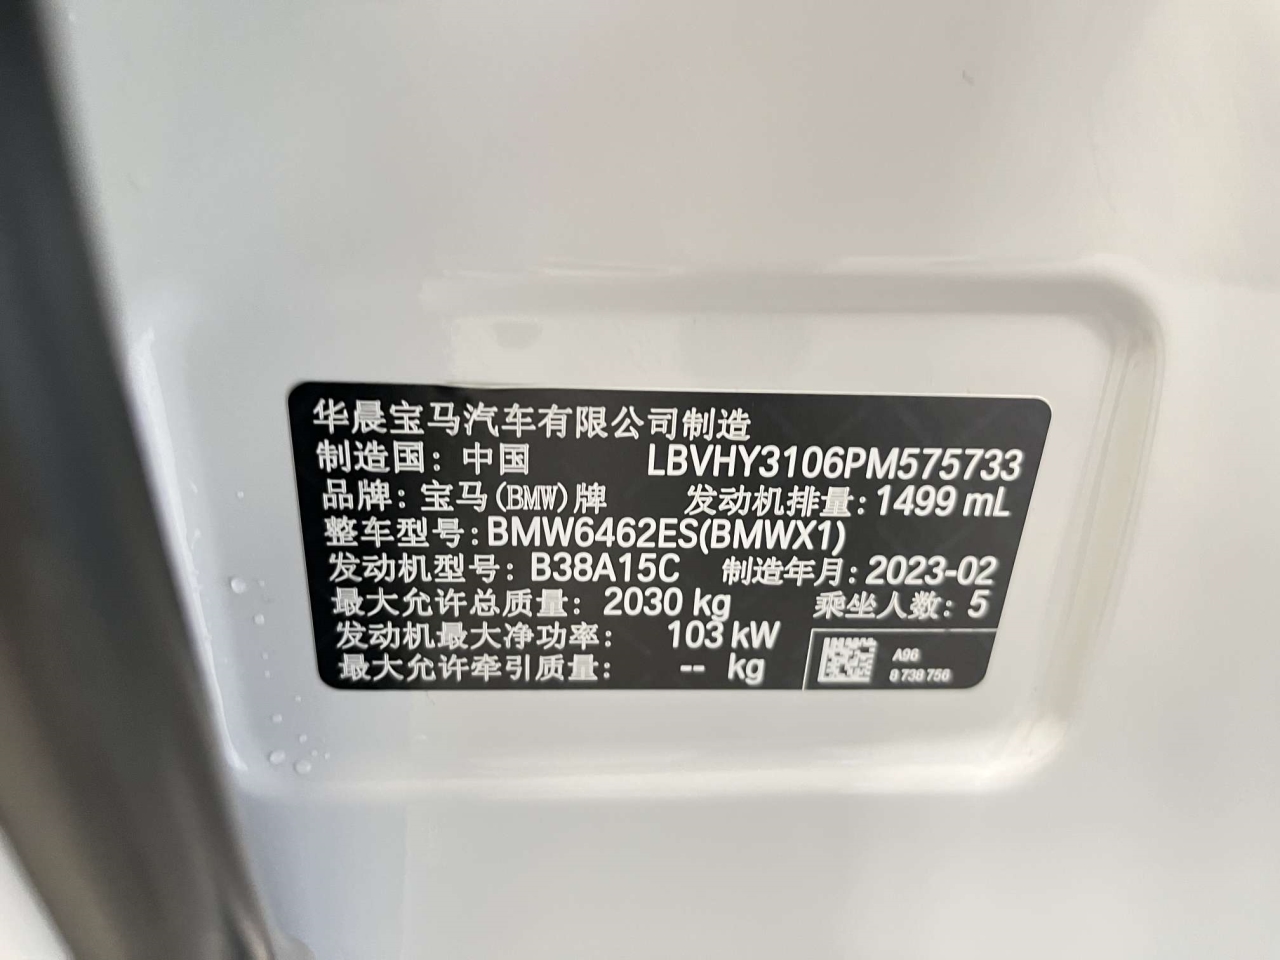 华晨宝马汽车有限公司制造
制造国：中国 LBVHY3106PM575733
品牌：宝马(BMW)牌 发动机排量：1499 mL
整车型号：BMW6462ES(BMWX1)
发动机型号：B38A15C 制造年月：2023-02
最大允许总质量：2030 kg 乘坐人数：5
发动机最大净功率：103 kW
最大允许牵引质量：-- kg
A96
8 738 756